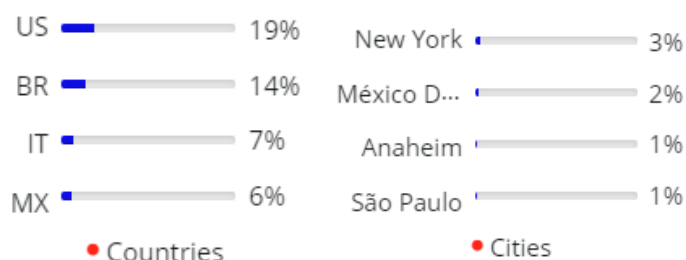 US 19%
BR 14%
IT 7%
MX 6%
Countries
New York 3%
México D... 2%
Anaheim 1%
São Paulo 1%
Cities